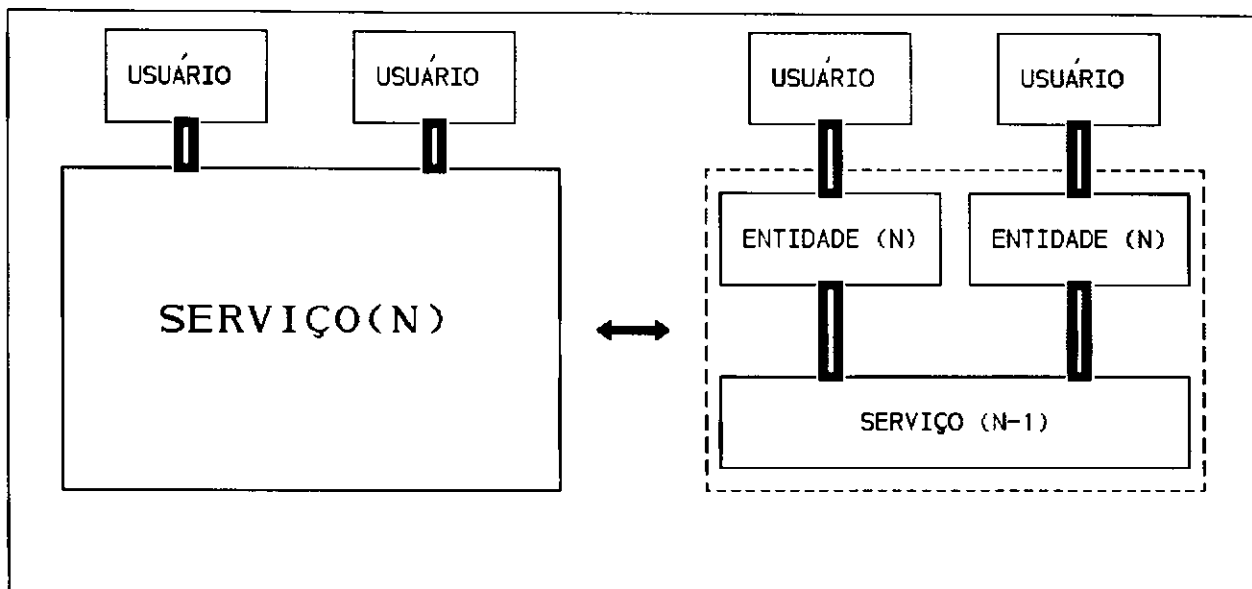 USUÁRIO
USUÁRIO
USUÁRIO
USUÁRIO
ENTIDADE (N)
ENTIDADE (N)
SERVIÇO(N)
SERVIÇO (N-1)